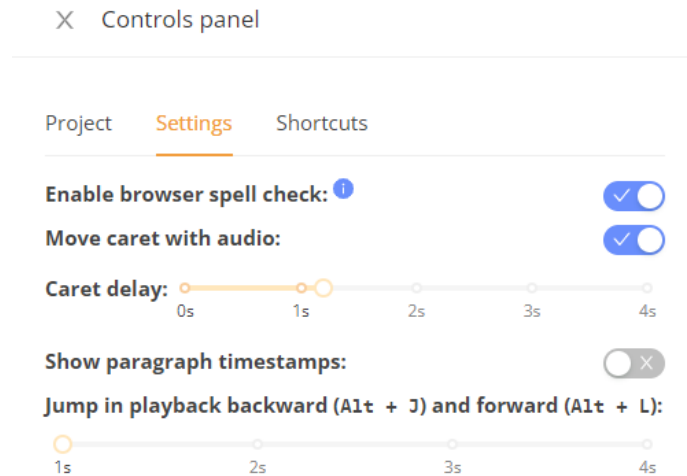 Controls panel
Project Settings Shortcuts
Enable browser spell check:
Move caret with audio:
Caret delay:
0s 1s 2s 3s 4s
Show paragraph timestamps:
Jump in playback backward (Alt + J) and forward (Alt + L):
1s 2s 3s 4s